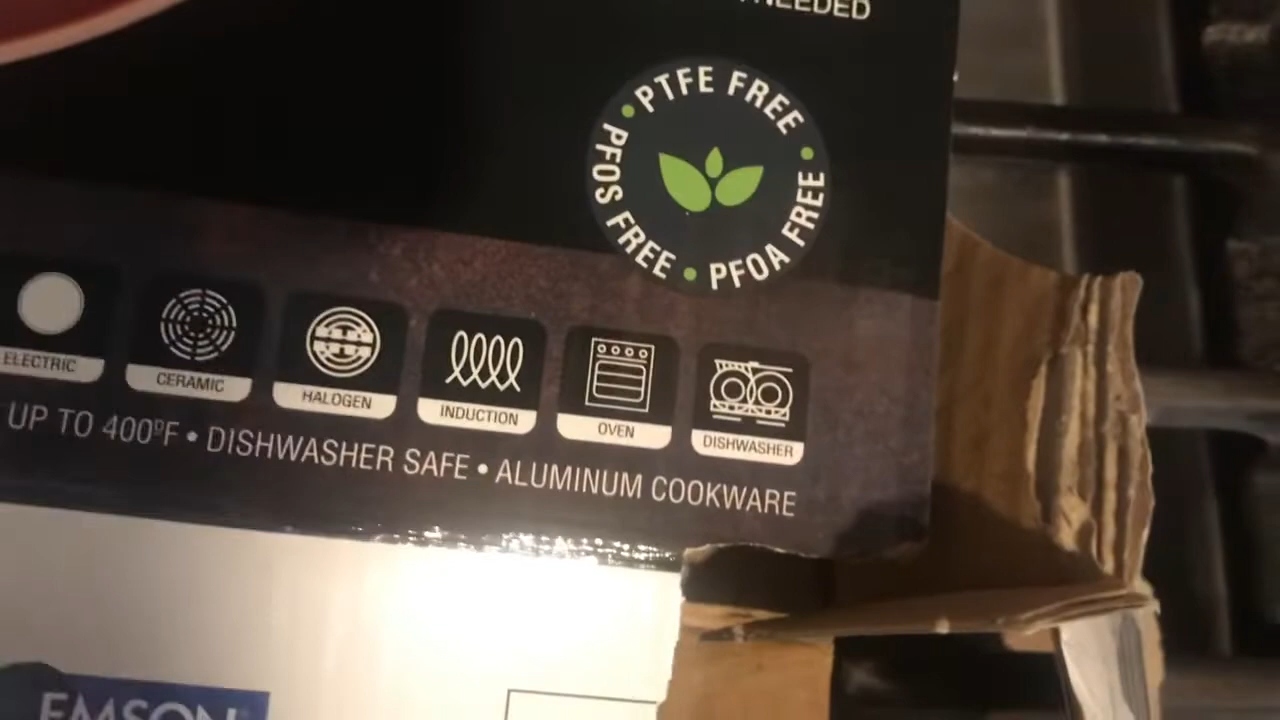 NEEDED
PTFE FREE • PFOA FREE • PFOS FREE •
ELECTRIC
CERAMIC
HALOGEN
INDUCTION
OVEN
DISHWASHER
UP TO 400ºF • DISHWASHER SAFE • ALUMINUM COOKWARE
EMSON